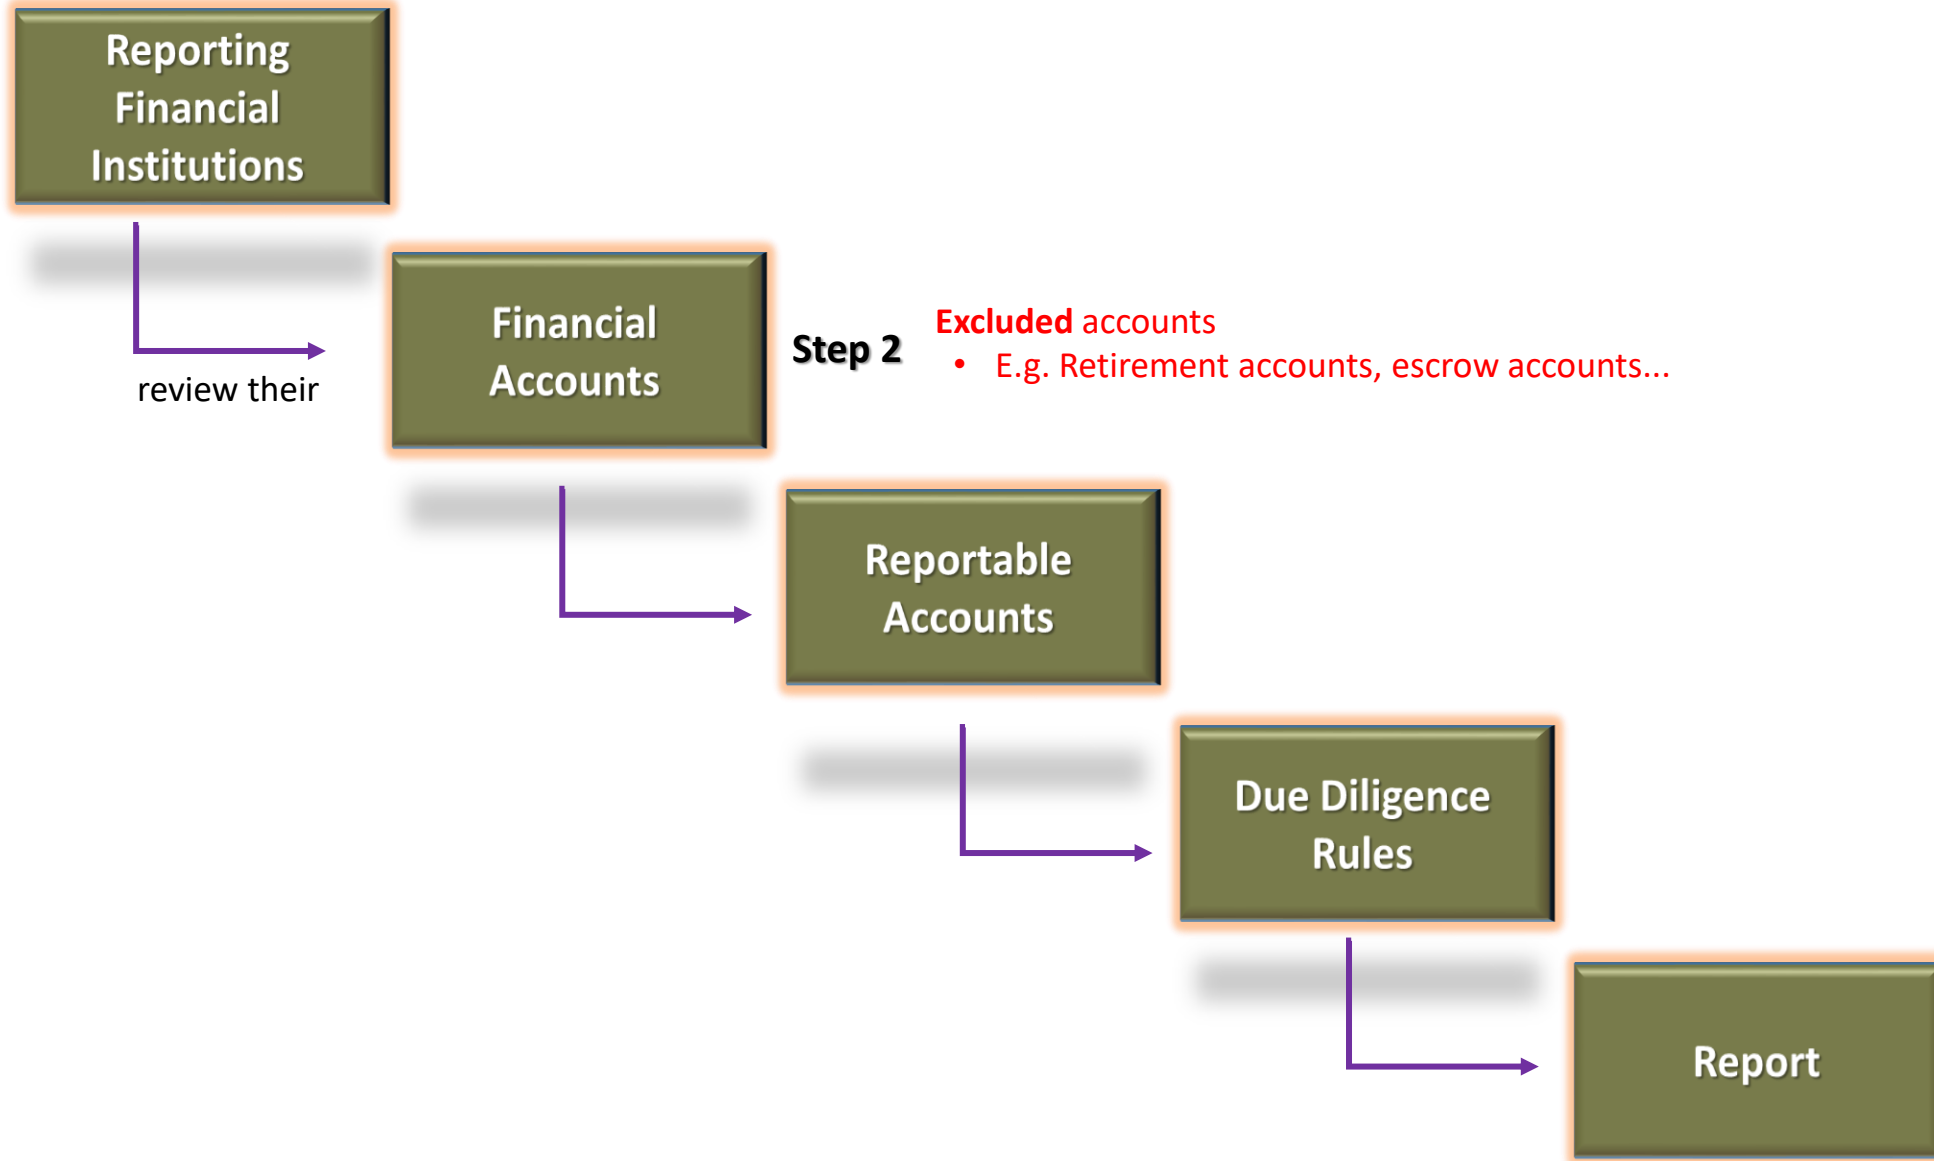 Reporting
Financial
Institutions
review their
Financial
Accounts
Step 2
Excluded accounts
• E.g. Retirement accounts, escrow accounts...
Reportable
Accounts
Due Diligence
Rules
Report